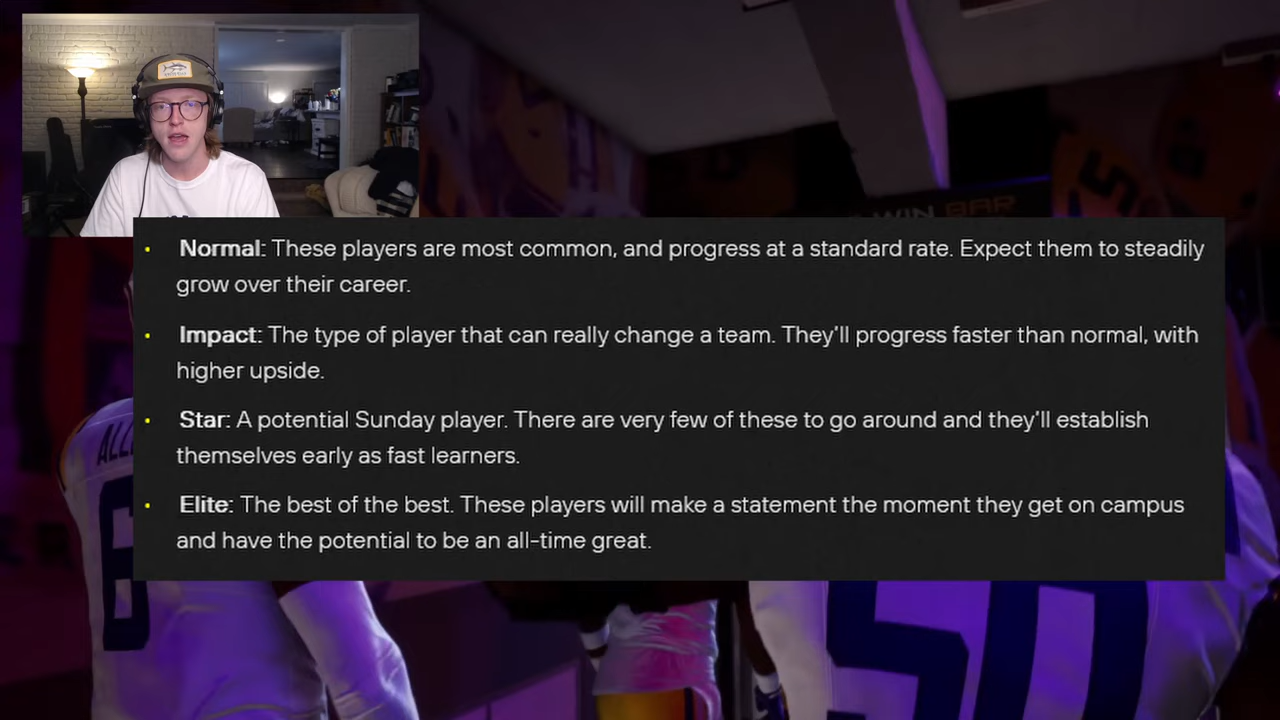 WIN BAR
• Normal: These players are most common, and progress at a standard rate. Expect them to steadily
grow over their career.
• Impact: The type of player that can really change a team. They'll progress faster than normal, with
higher upside.
• Star: A potential Sunday player. There are very few of these to go around and they'll establish
themselves early as fast learners.
• Elite: The best of the best. These players will make a statement the moment they get on campus
and have the potential to be an all-time great.
6
50